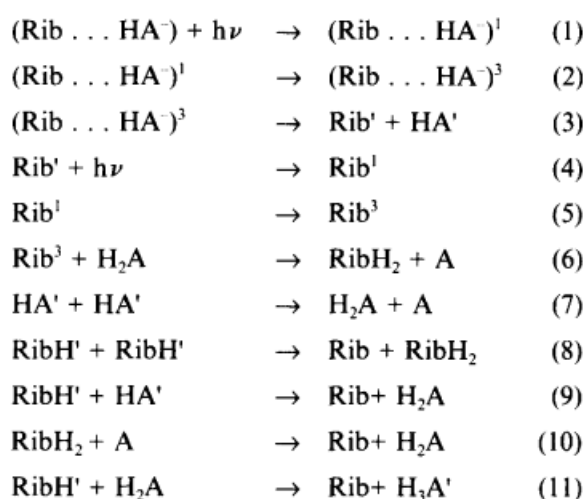 (Rib . . . HA⁻) + hν → (Rib . . . HA⁻)¹ (1)
(Rib . . . HA⁻)¹ → (Rib . . . HA⁻)³ (2)
(Rib . . . HA⁻)³ → Rib' + HA' (3)
Rib' + hν → Rib¹ (4)
Rib¹ → Rib³ (5)
Rib³ + H₂A → RibH₂ + A (6)
HA' + HA' → H₂A + A (7)
RibH' + RibH' → Rib + RibH₂ (8)
RibH' + HA' → Rib+ H₂A (9)
RibH₂ + A → Rib+ H₂A (10)
RibH' + H₂A → Rib+ H₃A' (11)